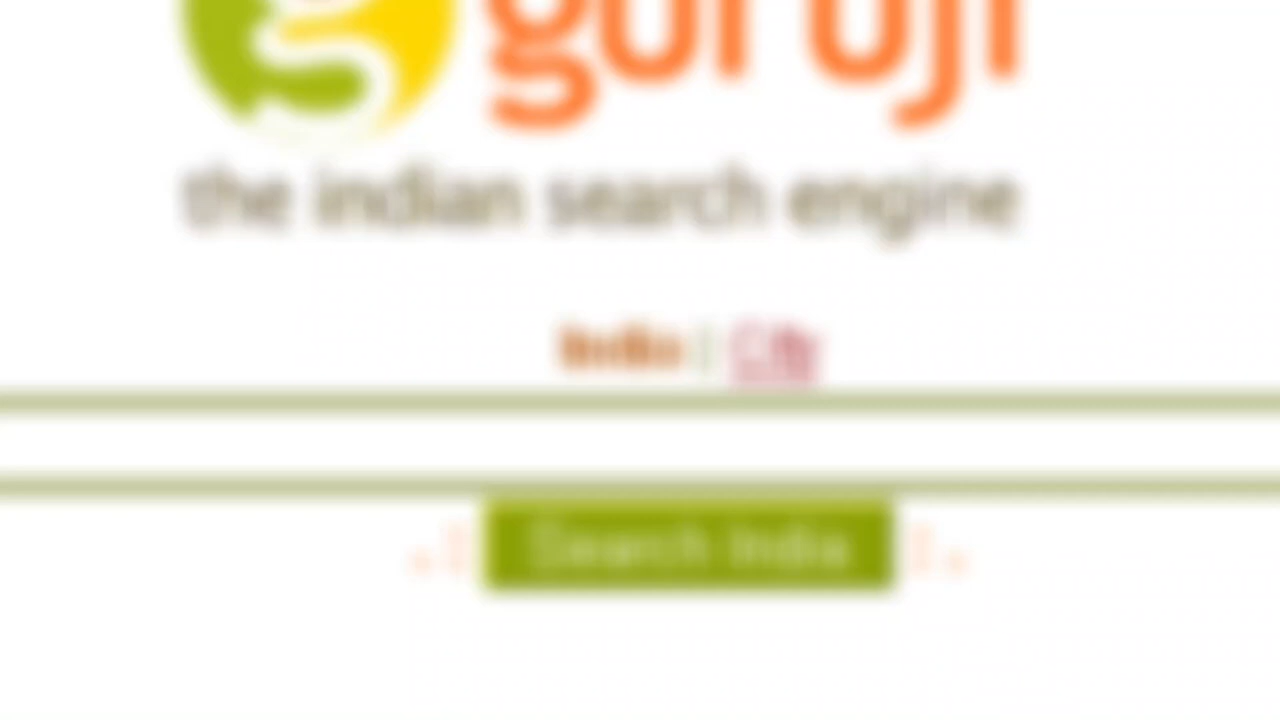 guruji
the indian search engine
India | City
Search India